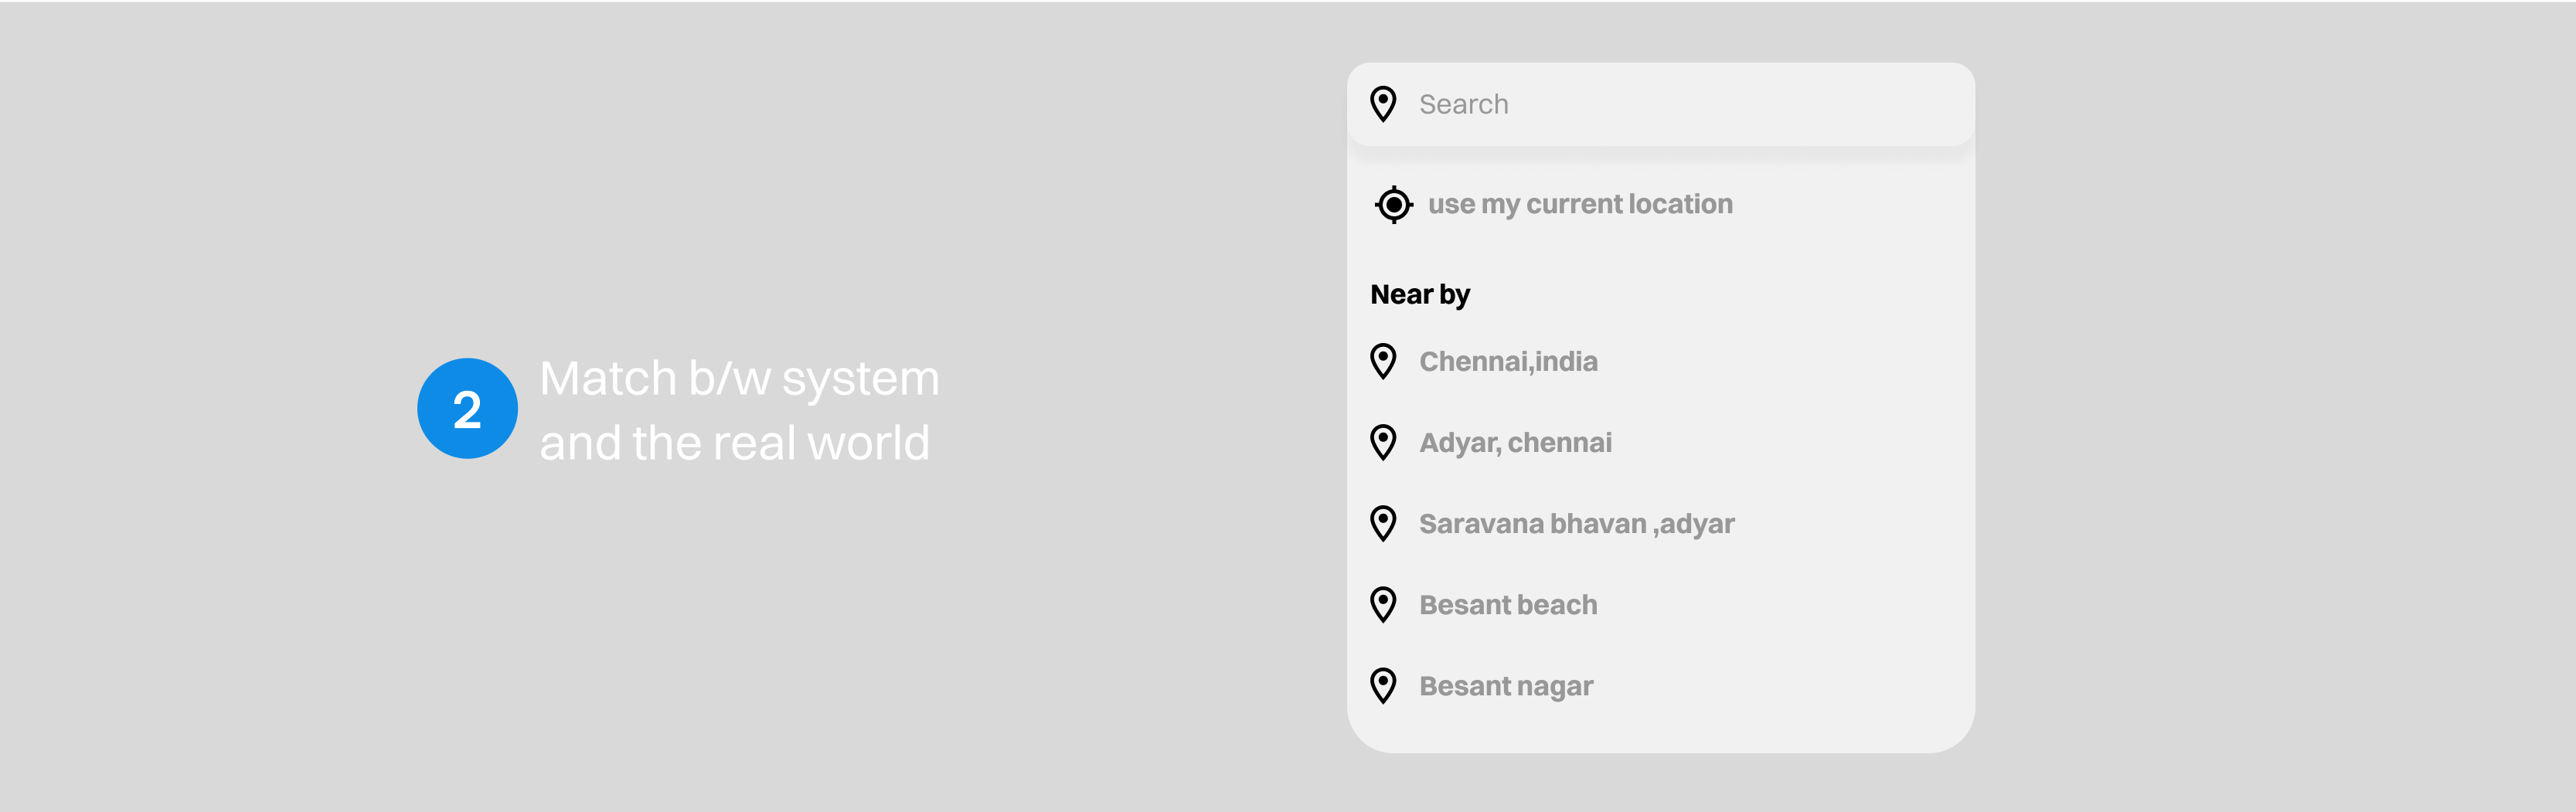 2
Match b/w system
and the real world
Search
use my current location
Near by
Chennai,india
Adyar, chennai
Saravana bhavan ,adyar
Besant beach
Besant nagar